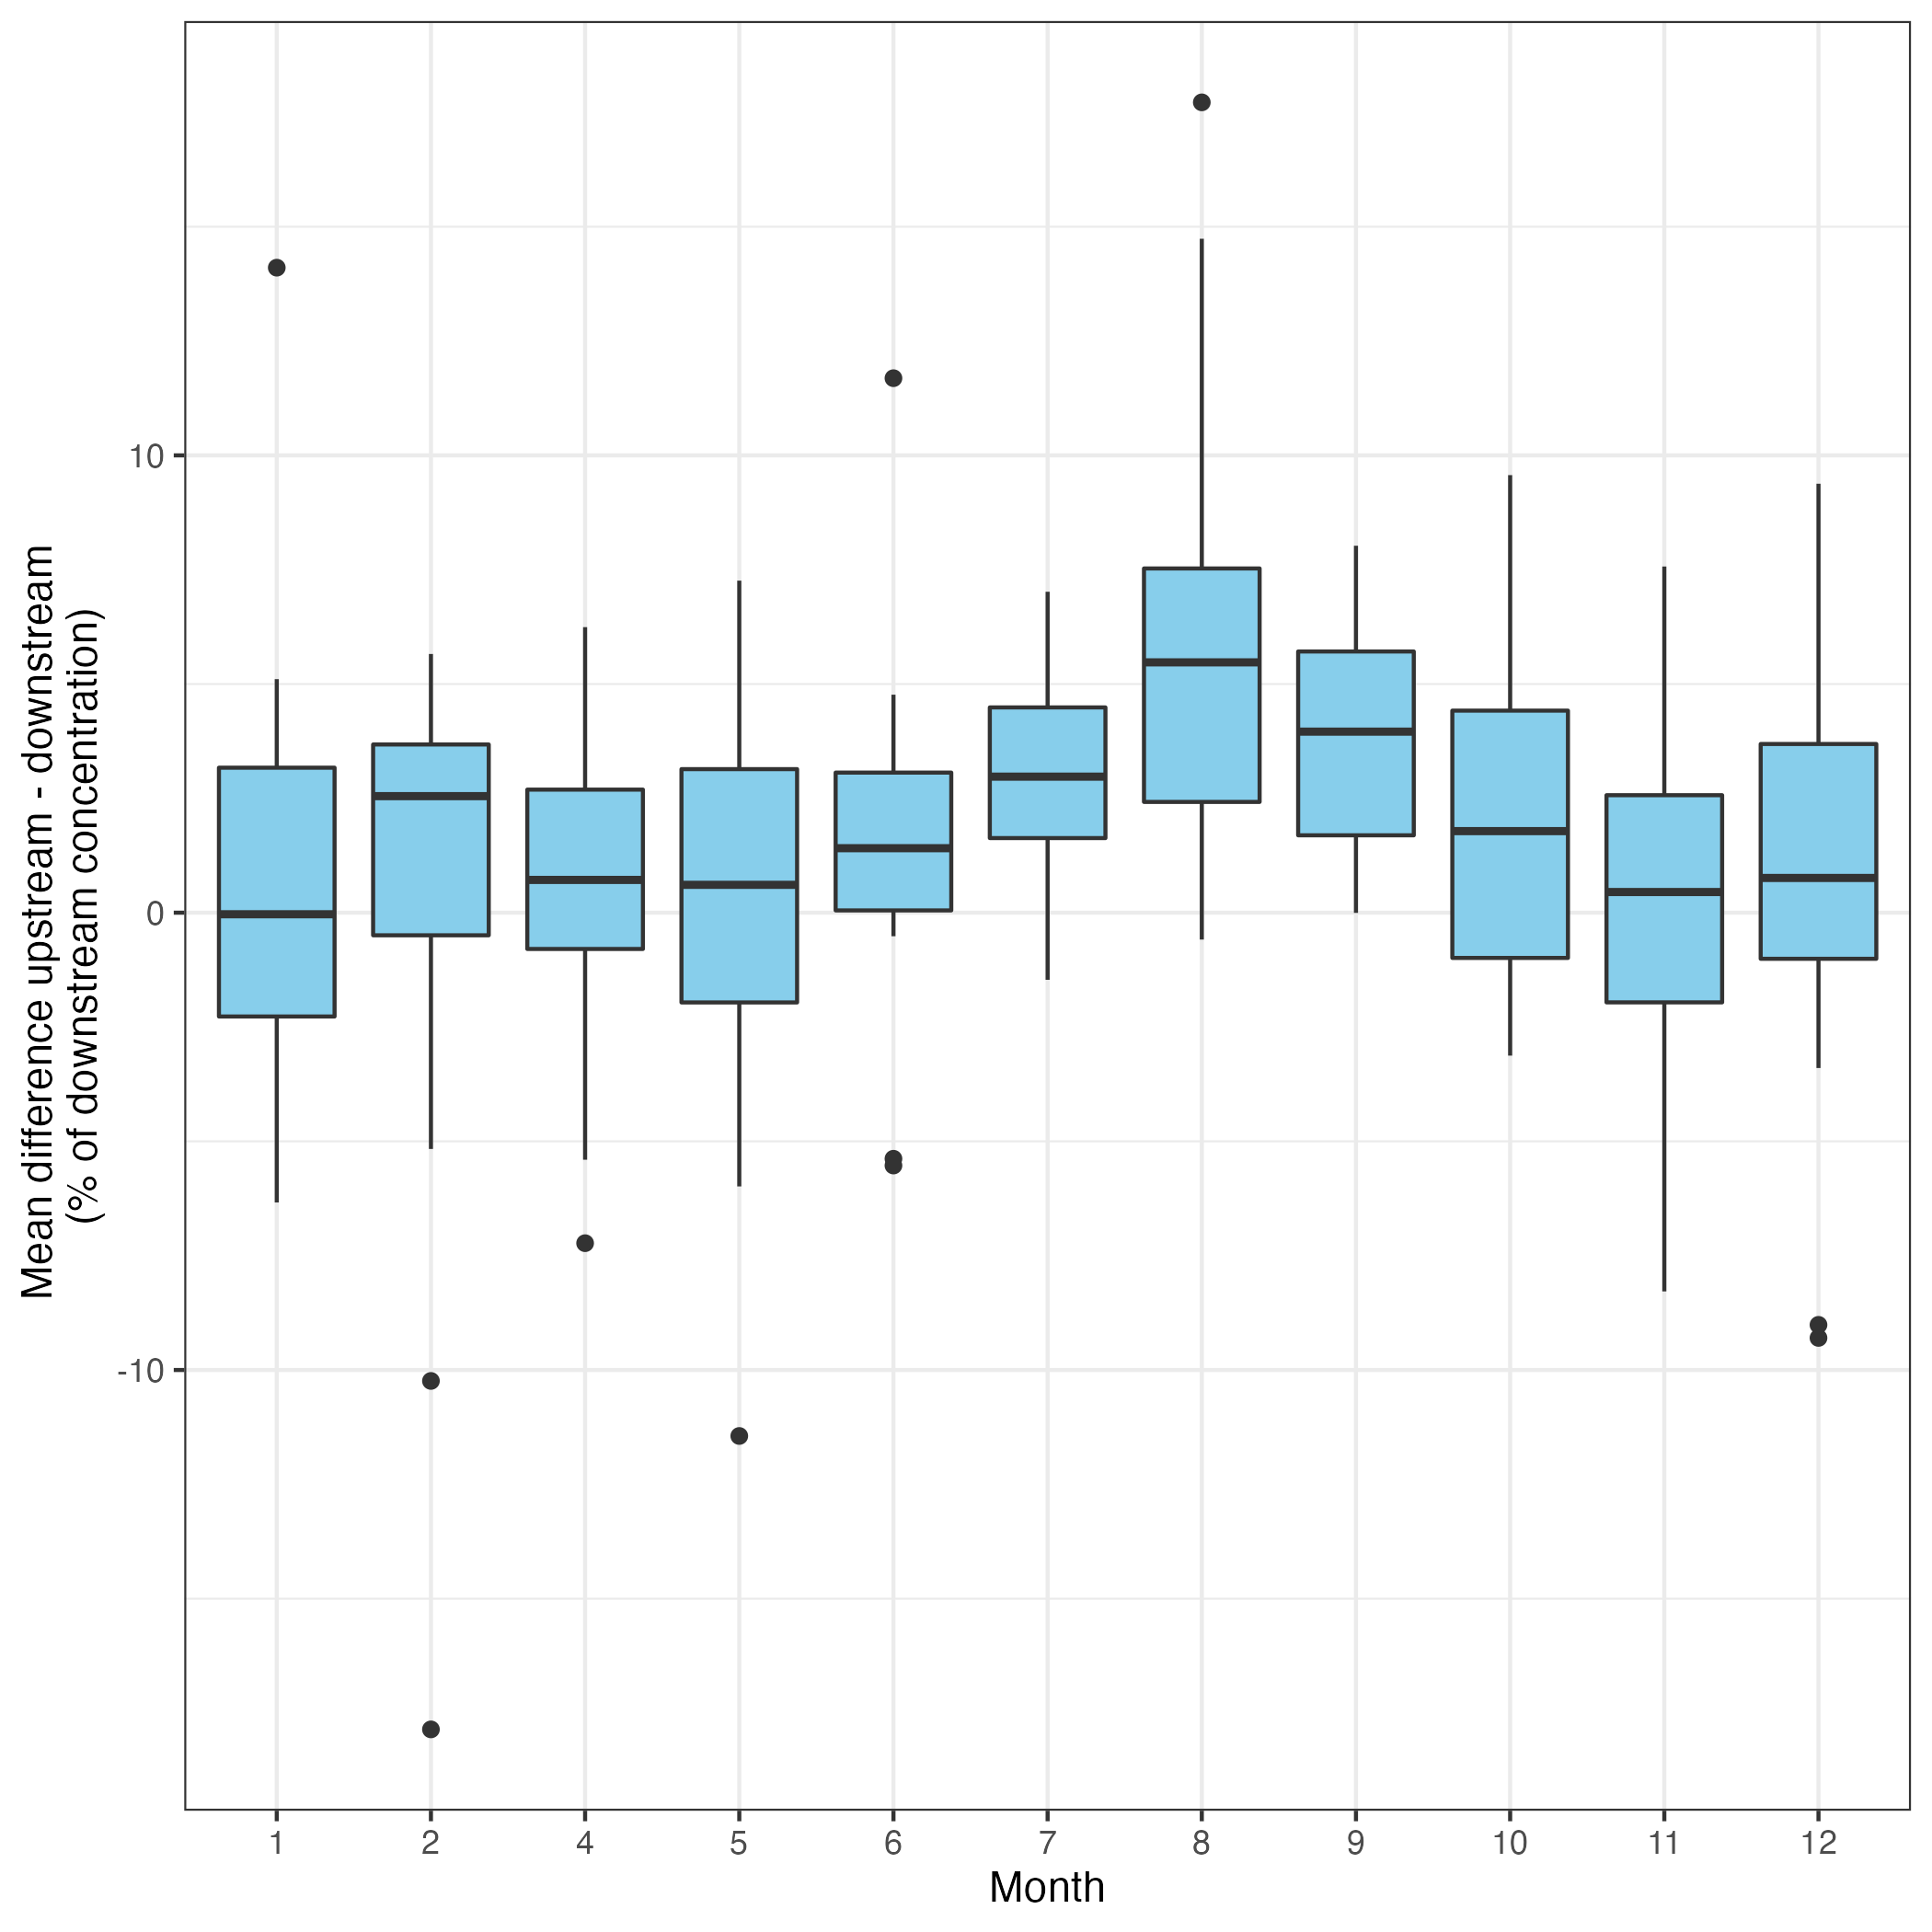 Mean difference upstream - downstream
(% of downstream concentration)
10
0
-10
1 2 4 5 6 7 8 9 10 11 12
Month